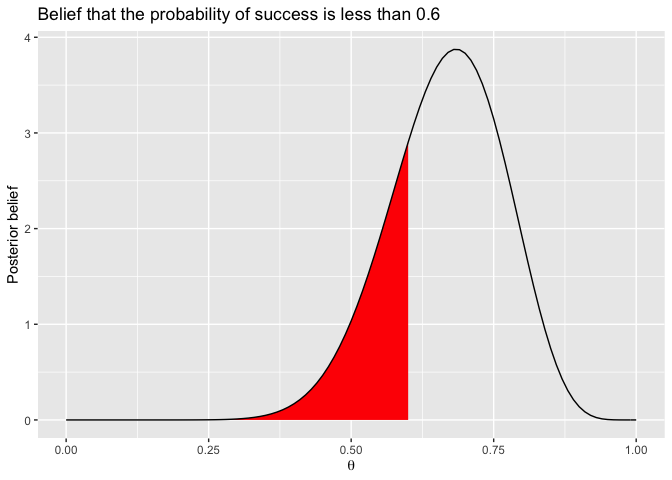 Belief that the probability of success is less than 0.6
4
3
2
1
0
Posterior belief
0.00 0.25 0.50 0.75 1.00
θ